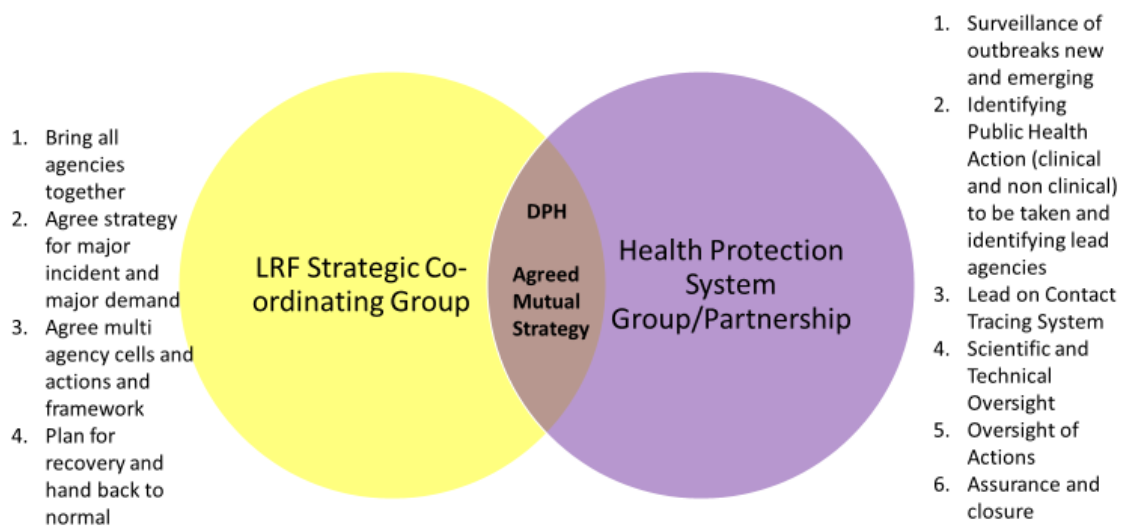 1. Bring all
agencies
together
2. Agree strategy
for major
incident and
major demand
3. Agree multi
agency cells and
actions and
framework
4. Plan for
recovery and
hand back to
normal
LRF Strategic Co-
ordinating Group
DPH
Agreed
Mutual
Strategy
Health Protection
System
Group/Partnership
1. Surveillance of
outbreaks new
and emerging
2. Identifying
Public Health
Action (clinical
and non clinical)
to be taken and
identifying lead
agencies
3. Lead on Contact
Tracing System
4. Scientific and
Technical
Oversight
5. Oversight of
Actions
6. Assurance and
closure